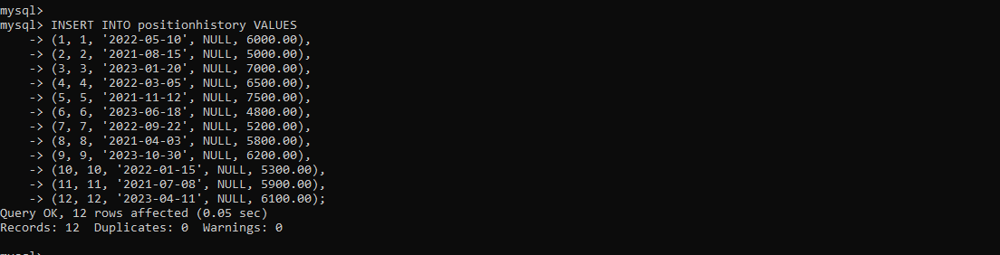 mysql>
mysql> INSERT INTO positionhistory VALUES
    -> (1, 1, '2022-05-10', NULL, 6000.00),
    -> (2, 2, '2021-08-15', NULL, 5000.00),
    -> (3, 3, '2023-01-20', NULL, 7000.00),
    -> (4, 4, '2022-03-05', NULL, 6500.00),
    -> (5, 5, '2021-11-12', NULL, 7500.00),
    -> (6, 6, '2023-06-18', NULL, 4800.00),
    -> (7, 7, '2022-09-22', NULL, 5200.00),
    -> (8, 8, '2021-04-03', NULL, 5800.00),
    -> (9, 9, '2023-10-30', NULL, 6200.00),
    -> (10, 10, '2022-01-15', NULL, 5300.00),
    -> (11, 11, '2021-07-08', NULL, 5900.00),
    -> (12, 12, '2023-04-11', NULL, 6100.00);
Query OK, 12 rows affected (0.05 sec)
Records: 12  Duplicates: 0  Warnings: 0
mysql>